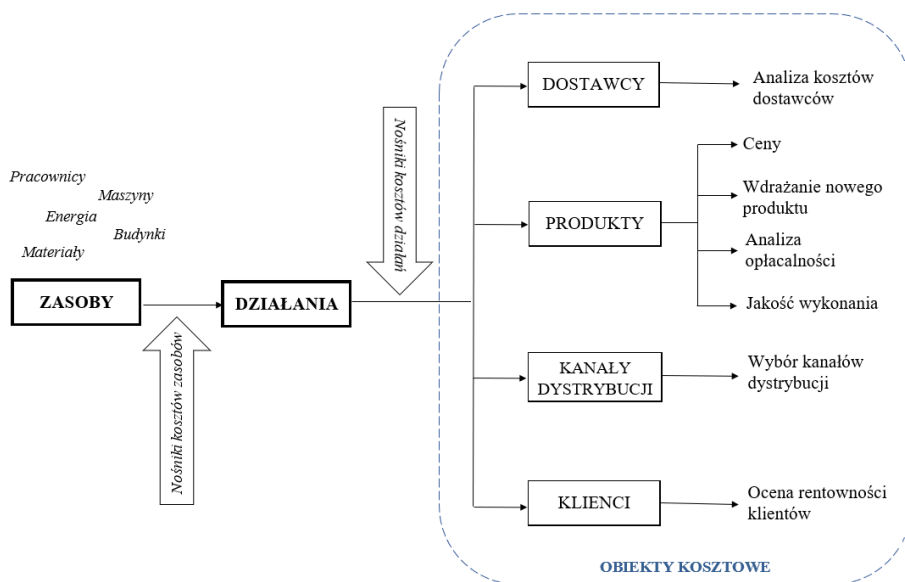 Pracownicy
Maszyny
Energia
Budynki
Materiały
ZASOBY
Nośniki kosztów zasobów
DZIAŁANIA
Nośniki kosztów działań
DOSTAWCY
Analiza kosztów
dostawców
PRODUKTY
Ceny
Wdrażanie nowego
produktu
Analiza
opłacalności
Jakość wykonania
KANAŁY
DYSTRYBUCJI
Wybór kanałów
dystrybucji
KLIENCI
Ocena rentowności
klientów
OBIEKTY KOSZTOWE